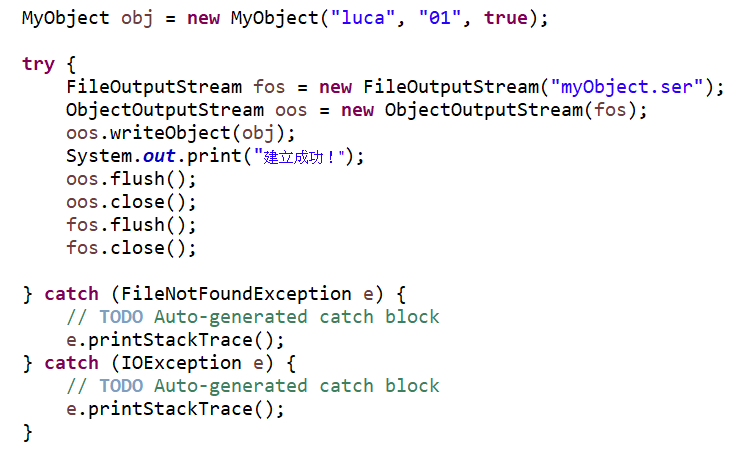 MyObject obj = new MyObject("luca", "01", true);
try {
FileOutputStream fos = new FileOutputStream("myObject.ser");
ObjectOutputStream oos = new ObjectOutputStream(fos);
oos.writeObject(obj);
System.out.print("建立成功！");
oos.flush();
oos.close();
fos.flush();
fos.close();
} catch (FileNotFoundException e) {
// TODO Auto-generated catch block
e.printStackTrace();
} catch (IOException e) {
// TODO Auto-generated catch block
e.printStackTrace();
}